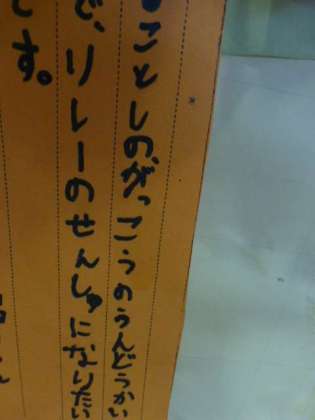 ●ことしの、がっこうのうんどうかい
で、リレーのせんしゅになりたい
です。